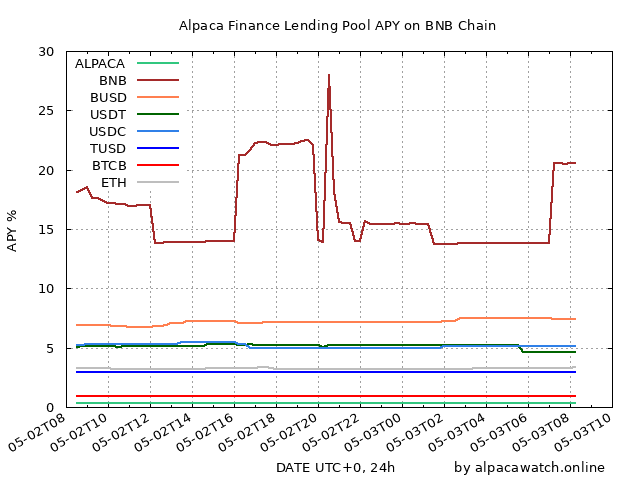 Alpaca Finance Lending Pool APY on BNB Chain
30
25
20
15
10
5
0
APY %
ALPACA
BNB
BUSD
USDT
USDC
TUSD
BTCB
ETH
05-02T08
05-02T10
05-02T12
05-02T14
05-02T16
05-02T18
05-02T20
05-02T22
05-03T00
05-03T02
05-03T04
05-03T06
05-03T08
05-03T10
DATE UTC+0, 24h
by alpacawatch.online